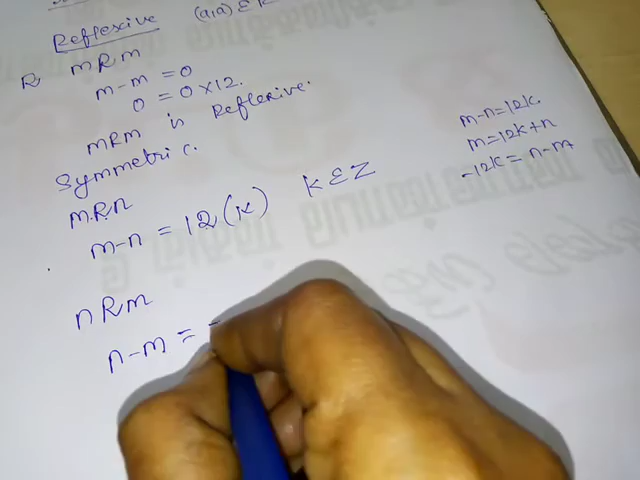 Reflexive (a,a) ε R
R mRm
m-m = 0
0 = 0×12.
mRm is Reflexive.
Symmetric.
mRn
m-n = 12(k) k ε Z
m-n=12k.
m=12k+n
-12k = n-m
nRm
n-m = -